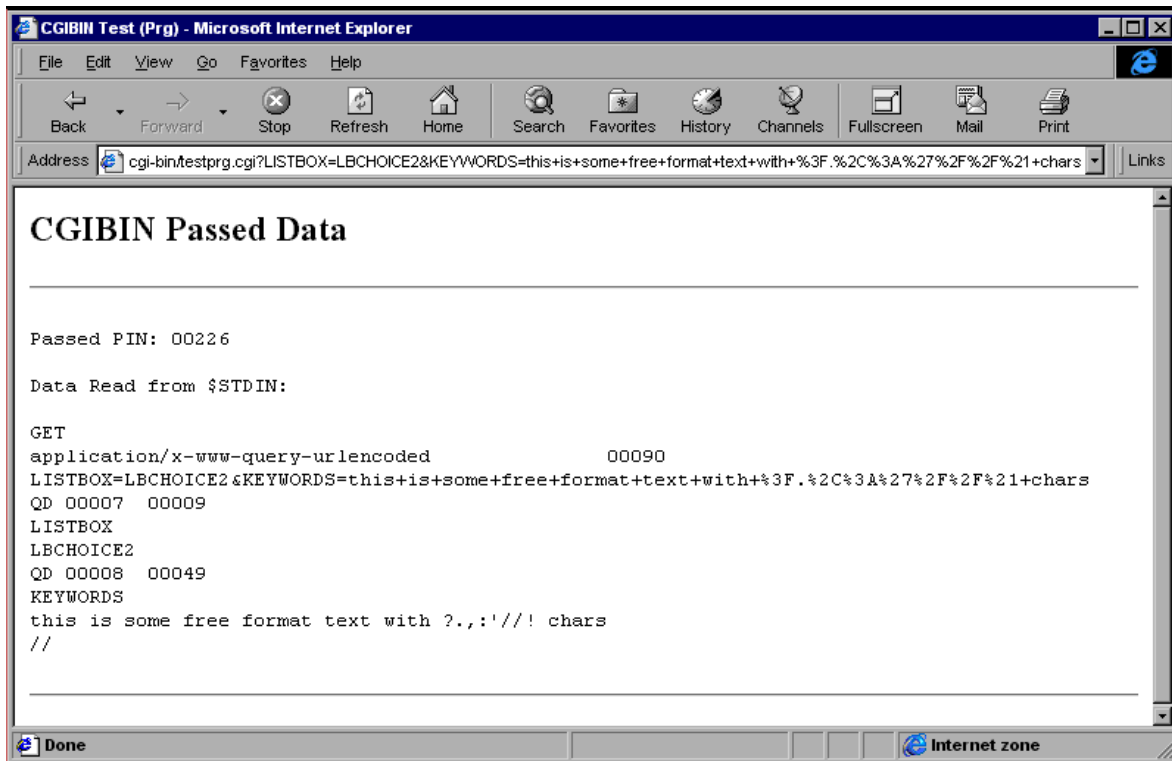 CGIBIN Test (Prg) - Microsoft Internet Explorer
File Edit View Go Favorites Help
Back Forward Stop Refresh Home Search Favorites History Channels Fullscreen Mail Print
Address cgi-bin/testprg.cgi?LISTBOX=LBCHOICE2&KEYWORDS=this+is+some+free+format+text+with+%3F.%2C%3A%27%2F%2F%21+chars Links
CGIBIN Passed Data
Passed PIN: 00226
Data Read from $STDIN:
GET
application/x-www-query-urlencoded 00090
LISTBOX=LBCHOICE2&KEYWORDS=this+is+some+free+format+text+with+%3F.%2C%3A%27%2F%2F%21+chars
QD 00007 00009
LISTBOX
LBCHOICE2
QD 00008 00049
KEYWORDS
this is some free format text with ?.,:'//! chars
//
Done Internet zone